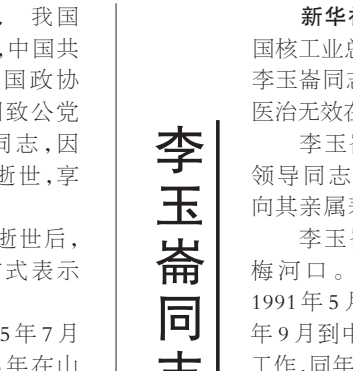 我国
,中国共
国政协
致公党
同志,因
逝世,享
逝世后,
方式表示
5年7月
年在山
李玉崙同
新华
国核工业总
李玉崙同志
医治无效在
李玉
领导同志
向其亲属
李玉
梅河口。
1991年5月
年9月到中
工作,同年